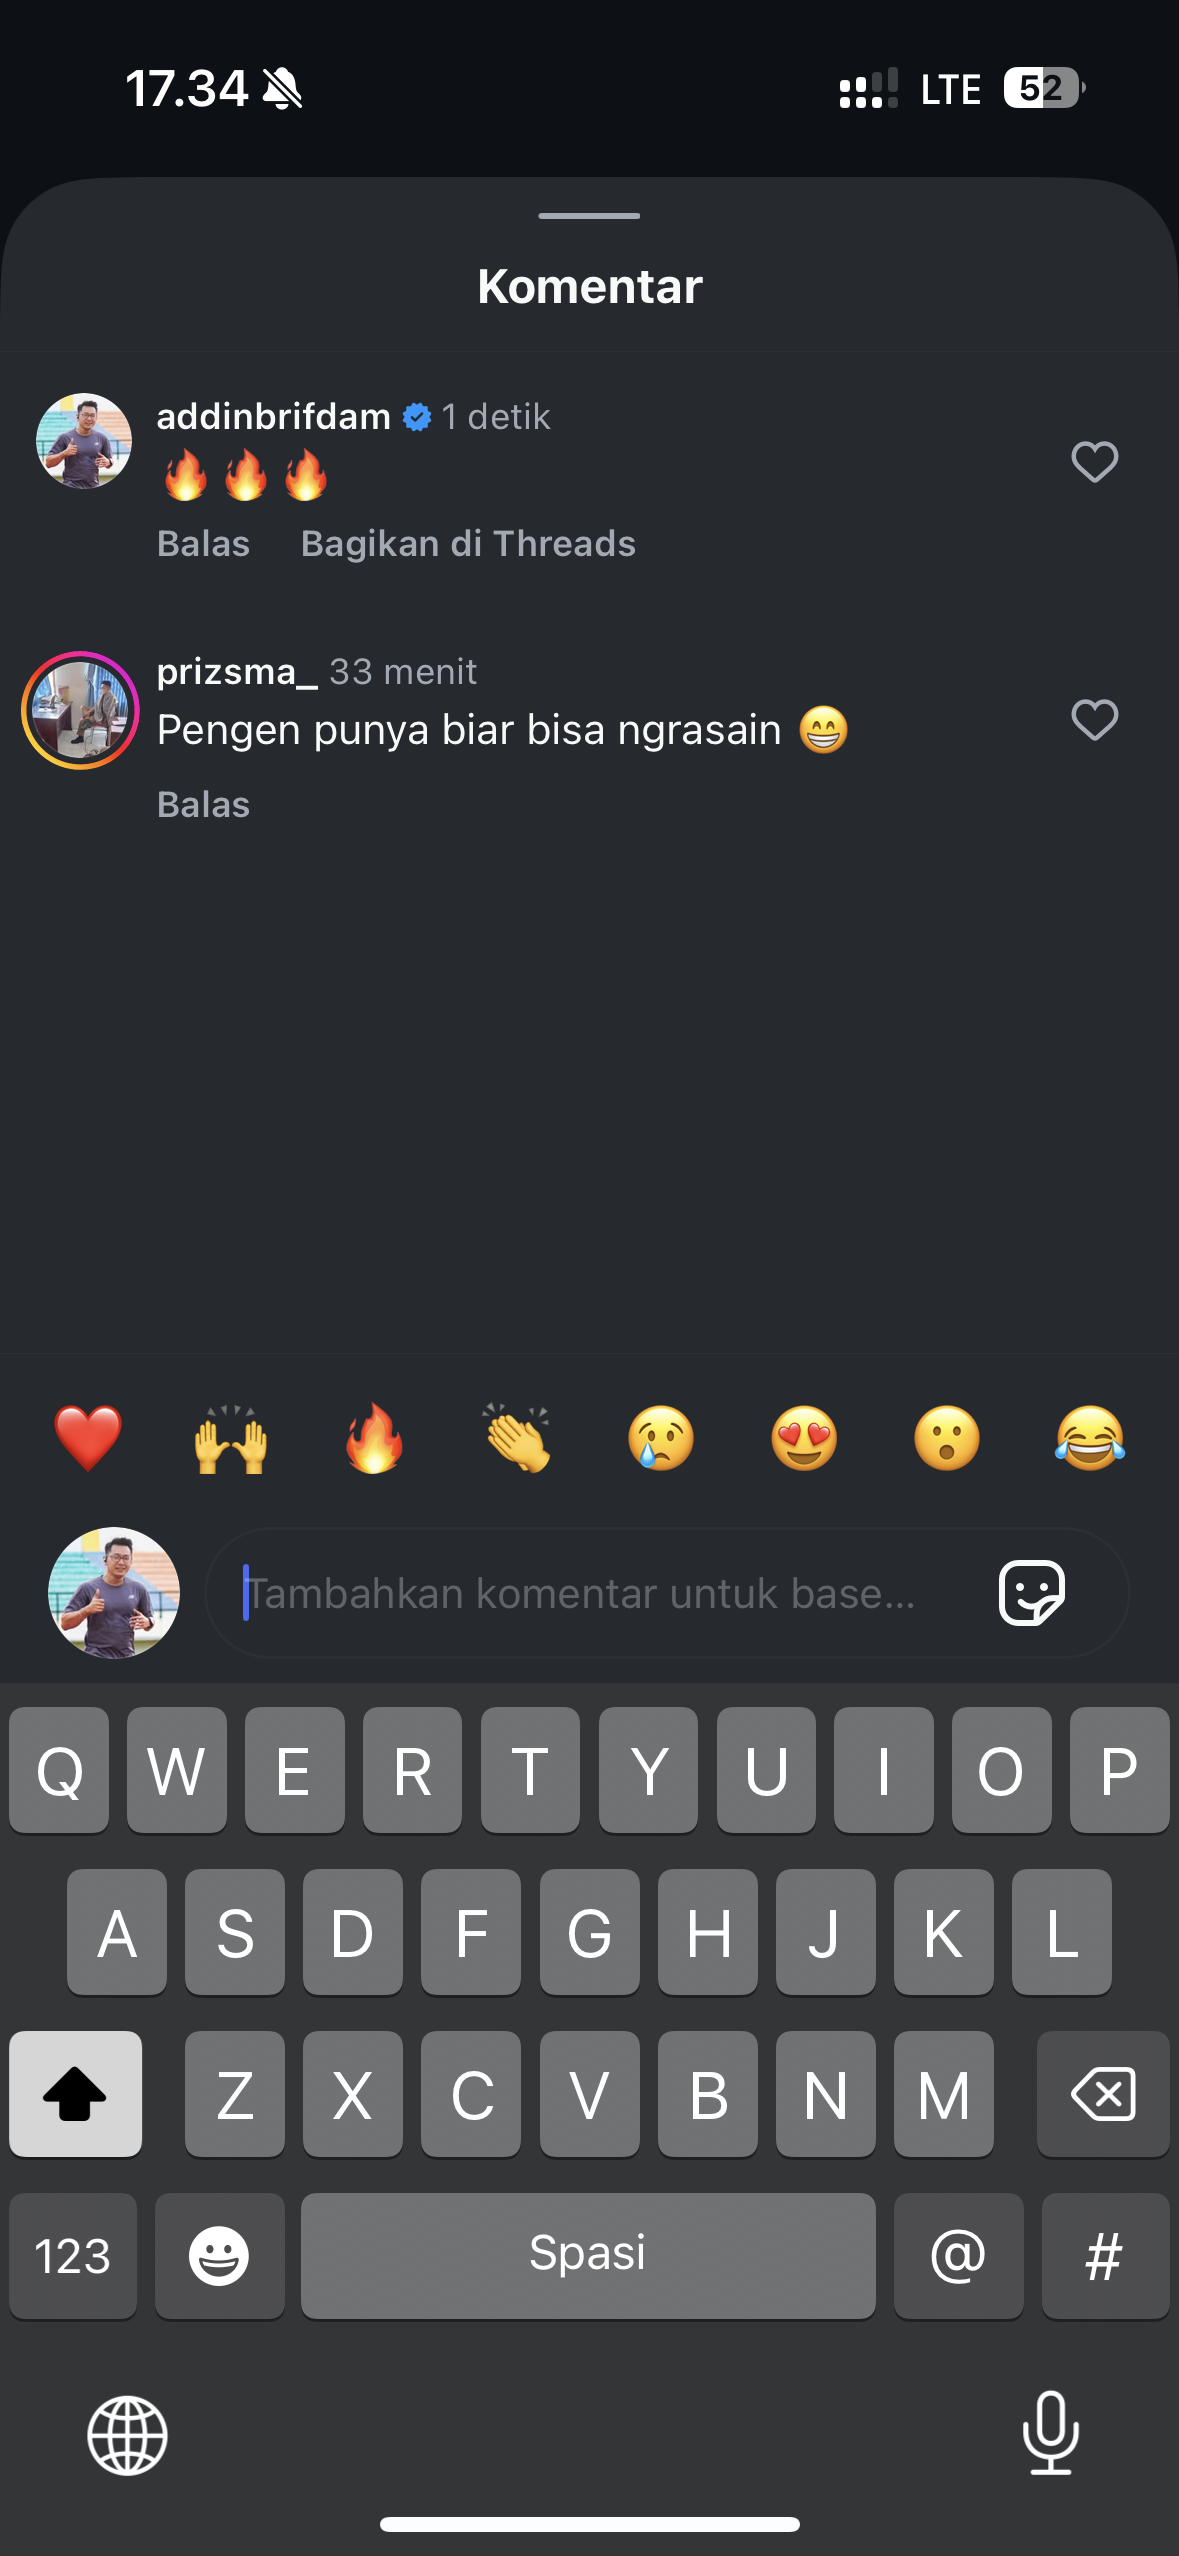 17.34
LTE
52
Komentar
addinbrifdam 1 detik
🔥🔥🔥
Balas Bagikan di Threads
prizsma_ 33 menit
Pengen punya biar bisa ngrasain 😁
Balas
❤️ 🙌 🔥 👏 😢 😍 😮 😂
Tambahkan komentar untuk base...
Q W E R T Y U I O P
A S D F G H J K L
Z X C V B N M
123 Spasi @ #